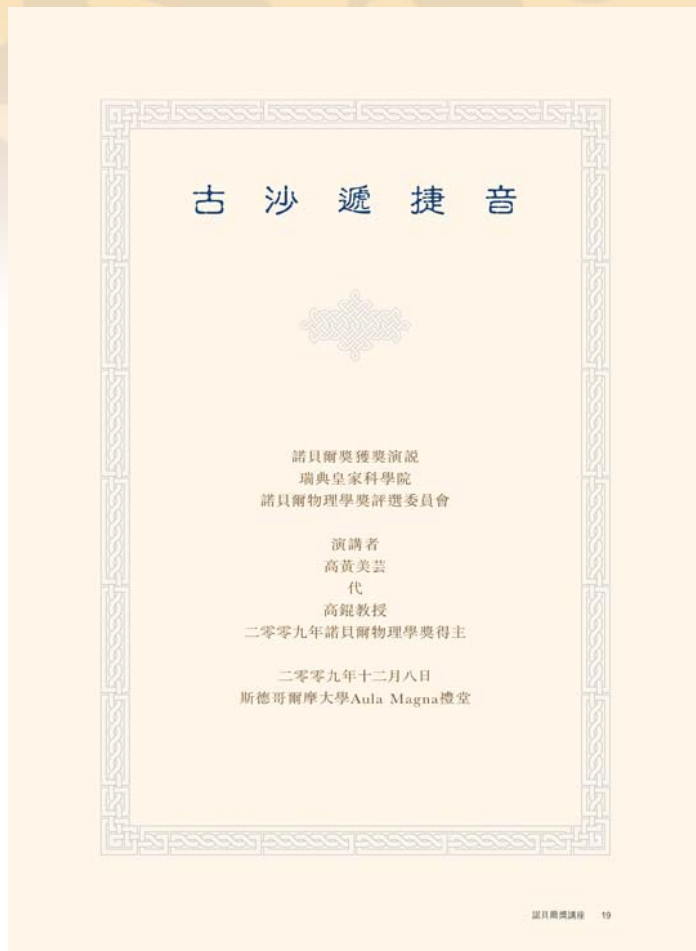 古沙遞捷音
諾貝爾獎獲獎演説
瑞典皇家科學院
諾貝爾物理學獎評選委員會
演講者
高黃美芸
代
高錕教授
二零零九年諾貝爾物理學獎得主
二零零九年十二月八日
斯德哥爾摩大學Aula Magna禮堂
諾貝爾獎講座 19